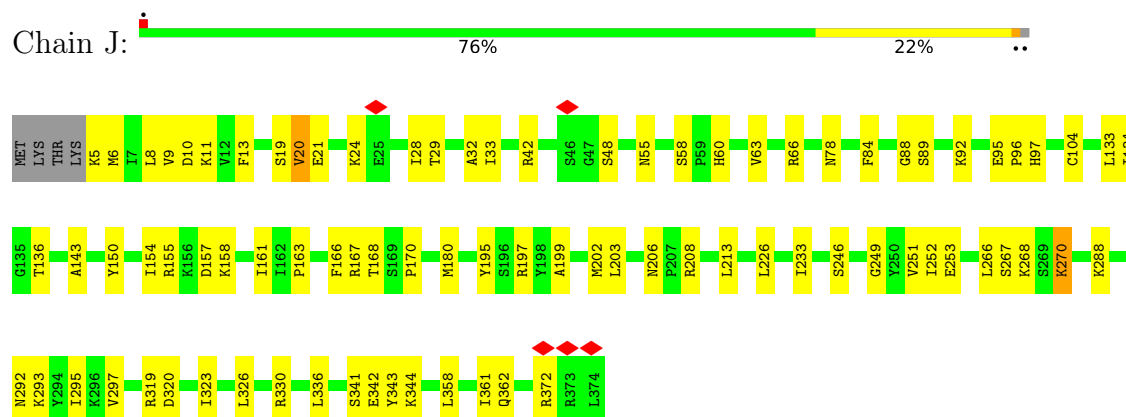 Chain J:
76% 22%
MET LYS THR LYS K5 M6 I7 L8 V9 D10 K11 V12 F13 S19 V20 E21 K24 E25 I28 T29 A32 I33 R42 S46 G47 S48 N55 S58 P59 H60 V63 R66 N78 F84 G88 S89 K92 E95 P96 H97 C104 L133
G135 T136 A143 Y150 I154 R155 K156 D157 K158 I161 I162 P163 F166 R167 T168 S169 P170 M180 Y195 S196 R197 Y198 A199 M202 L203 N206 P207 R208 L213 L226 I233 S246 G249 Y250 V251 I252 E253 L266 S267 K268 S269 K270 K288
N292 K293 Y294 I295 K296 V297 R319 D320 I323 L326 R330 L336 S341 E342 Y343 K344 L358 I361 Q362 R372 R373 L374